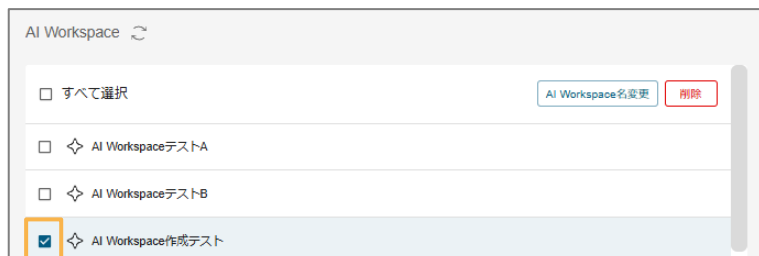 AI Workspace
すべて選択 AI Workspace名変更 削除
AI WorkspaceテストA
AI WorkspaceテストB
AI Workspace作成テスト